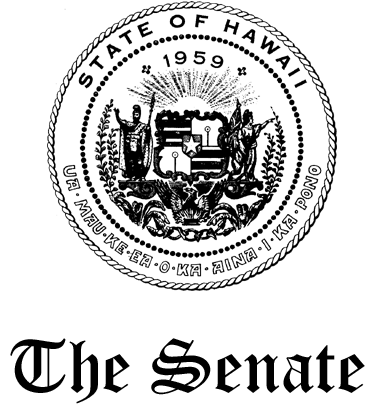 STATE OF HAWAII
1959
UA·MAU·KE·EA·O·KA·AINA·I·KA·PONO
The Senate